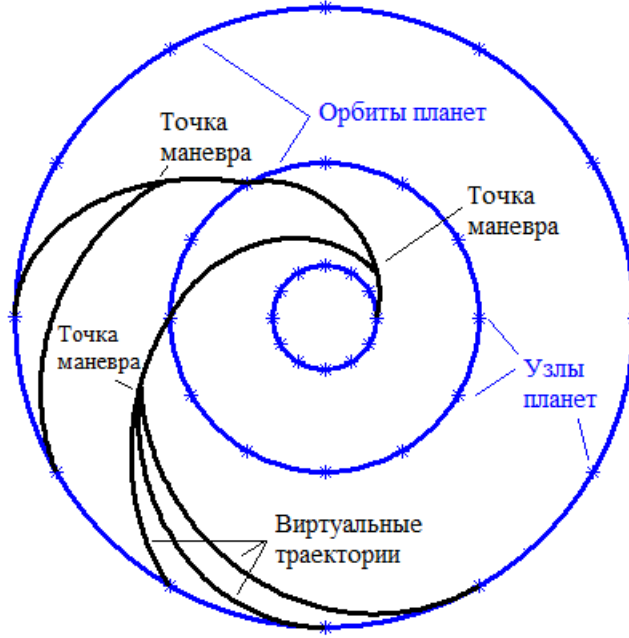 Орбиты планет
Точка
маневра
Точка
маневра
Точка
маневра
Узлы
планет
Виртуальные
траектории